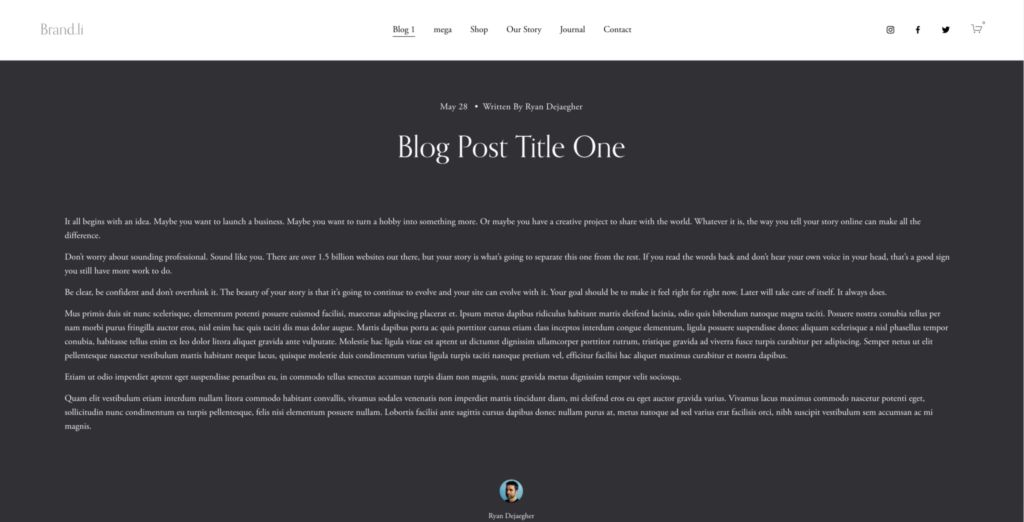 Brand.li
Blog 1 mega Shop Our Story Journal Contact
May 28 • Written By Ryan Dejaegher
Blog Post Title One
It all begins with an idea. Maybe you want to launch a business. Maybe you want to turn a hobby into something more. Or maybe you have a creative project to share with the world. Whatever it is, the way you tell your story online can make all the
difference.
Don't worry about sounding professional. Sound like you. There are over 1.5 billion websites out there, but your story is what's going to separate this one from the rest. If you read the words back and don't hear your own voice in your head, that's a good sign
you still have more work to do.
Be clear, be confident and don't overthink it. The beauty of your story is that it's going to continue to evolve and your site can evolve with it. Your goal should be to make it feel right for right now. Later will take care of itself. It always does.
Mus primis duis sit nunc scelerisque, elementum potenti posuere euismod facilisi, maecenas adipiscing placerat et. Ipsum metus dapibus ridiculus habitant mattis eleifend lacinia, odio quis bibendum natoque magna taciti. Posuere nostra conubia tellus per
nam morbi purus fringilla auctor eros, nisl enim hac quis taciti dis mus dolor augue. Mattis dapibus porta ac quis porttitor cursus etiam class inceptos interdum congue elementum, ligula posuere suspendisse donec aliquam scelerisque a nisl phasellus tempor
conubia, habitasse tellus enim ex leo dolor litora aliquet gravida ante vulputate. Molestie hac ligula vitae est aptent ut dictumst dignissim ullamcorper porttitor rutrum, tristique gravida ad viverra fusce turpis curabitur per adipiscing. Semper netus ut elit
pellentesque nascetur vestibulum mattis habitant neque lacus, quisque molestie duis condimentum varius ligula turpis taciti natoque pretium vel, efficitur facilisi hac aliquet maximus curabitur et nostra dapibus.
Etiam ut odio imperdiet aptent eget suspendisse penatibus eu, in commodo tellus senectus accumsan turpis diam non magnis, nunc gravida metus dignissim tempor velit sociosqu.
Quam elit vestibulum etiam interdum nullam litora commodo habitant convallis, vivamus sodales venenatis non imperdiet mattis tincidunt diam, mi eleifend eros eu eget auctor gravida varius. Vivamus lacus maximus commodo nascetur potenti eget,
sollicitudin nunc condimentum eu turpis pellentesque, felis nisi elementum posuere nullam. Lobortis facilisi ante sagittis cursus dapibus donec nullam purus at, metus natoque ad sed varius erat facilisis orci, nibh suscipit vestibulum sem accumsan ac mi
magnis.
Ryan Dejaegher